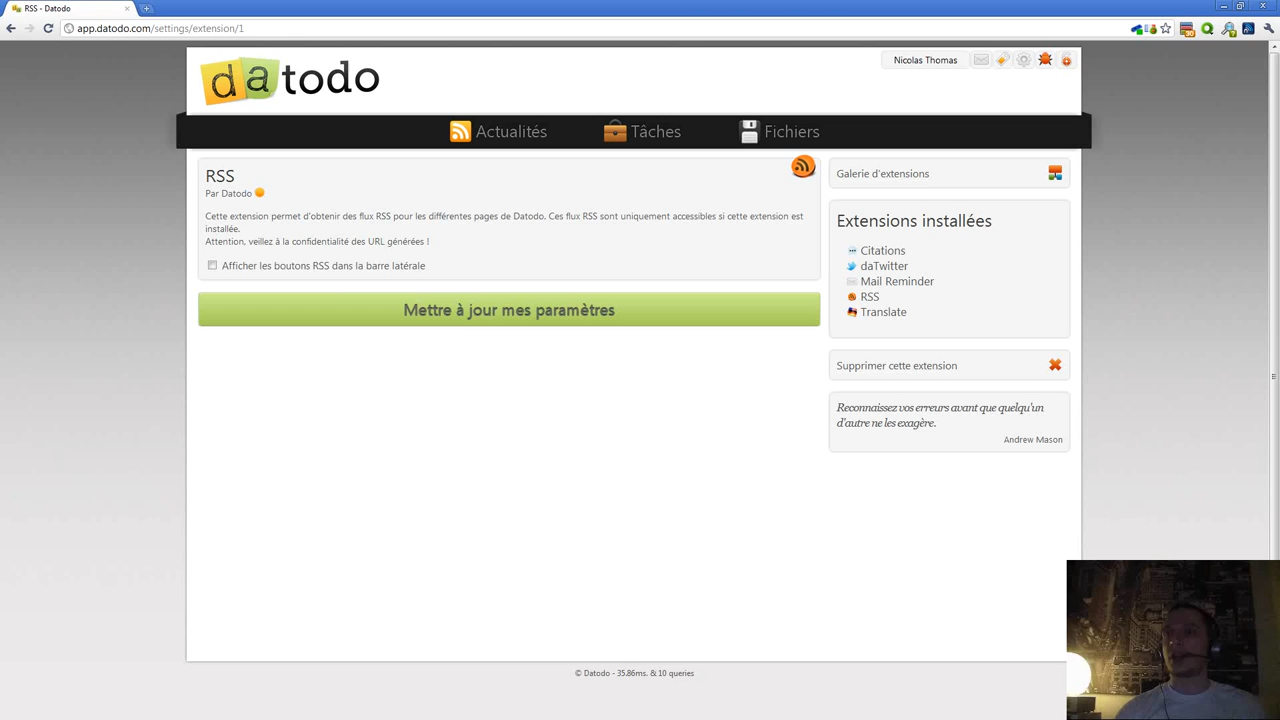 RSS - Datodo
app.datodo.com/settings/extension/1
datodo
Nicolas Thomas
Actualités
Tâches
Fichiers
RSS
Par Datodo
Cette extension permet d'obtenir des flux RSS pour les différentes pages de Datodo. Ces flux RSS sont uniquement accessibles si cette extension est
installée.
Attention, veillez à la confidentialité des URL générées !
Afficher les boutons RSS dans la barre latérale
Mettre à jour mes paramètres
Galerie d'extensions
Extensions installées
Citations
daTwitter
Mail Reminder
RSS
Translate
Supprimer cette extension
Reconnaissez vos erreurs avant que quelqu'un
d'autre ne les exagère.
Andrew Mason
© Datodo - 35.86ms. & 10 queries